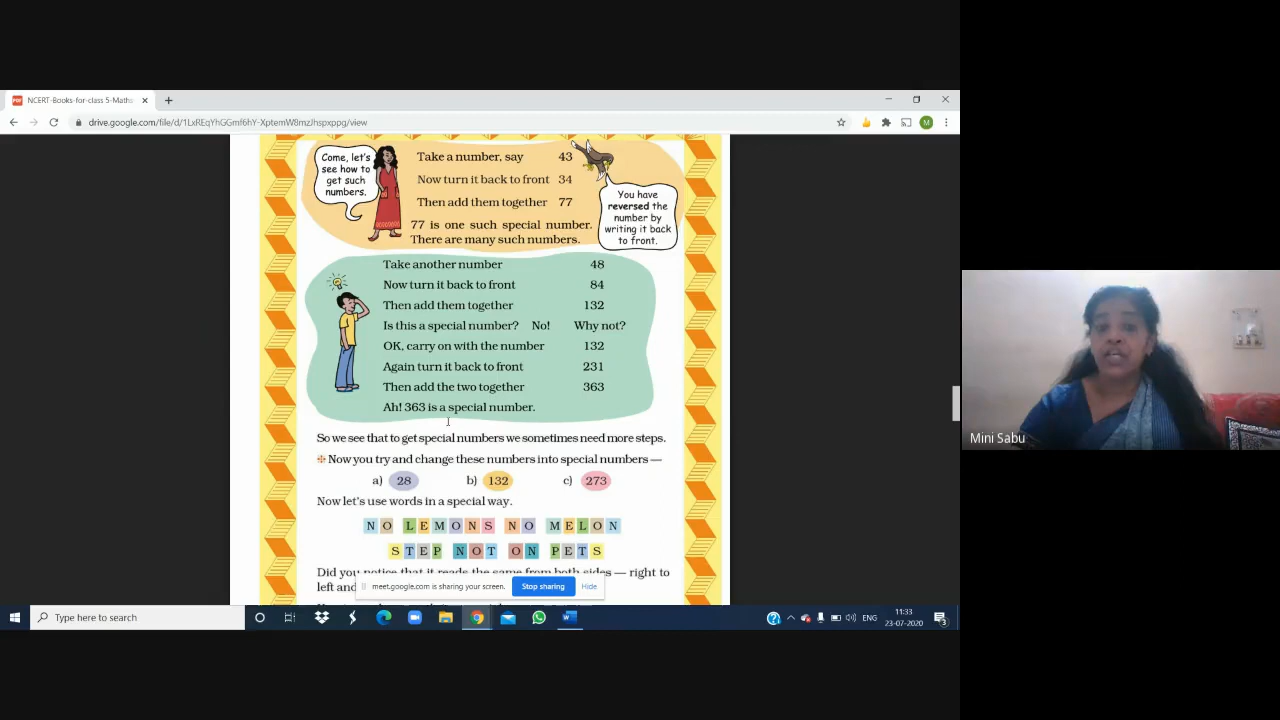 NCERT-Books-for-class 5-Maths
drive.google.com/file/d/1LxREqYhGGmf6hY-XptemW8mzJhspxppg/view
Come, let's
see how to
get such
numbers.
Take a number, say 43
Now turn it back to front 34
Then add them together 77
77 is one such special number.
There are many such numbers.
You have
reversed the
number by
writing it back
to front.
Take another number 48
Now turn it back to front 84
Then add them together 132
Is this a special number? No! Why not?
OK, carry on with the number 132
Again turn it back to front 231
Then add the two together 363
Ah! 363 is a special number.
So we see that to get special numbers we sometimes need more steps.
Now you try and change these numbers into special numbers —
a) 28 b) 132 c) 273
Now let's use words in a special way.
NO LEMONS NO MELON
STEP NOT ON PETS
Did you notice that it reads the same from both sides — right to
left and
meet.google.com is sharing your screen. Stop sharing Hide
Type here to search
ENG
11:33
23-07-2020
Mini Sabu